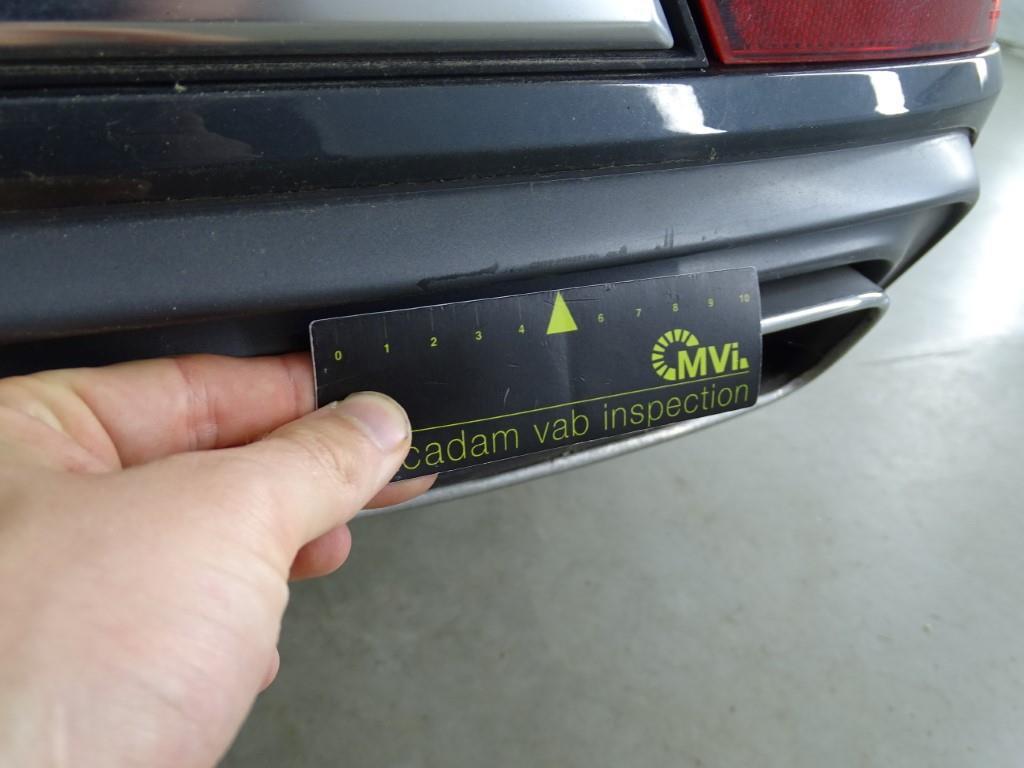 0 1 2 3 4 6 7 8 9 10
MVi.
cadam vab inspection